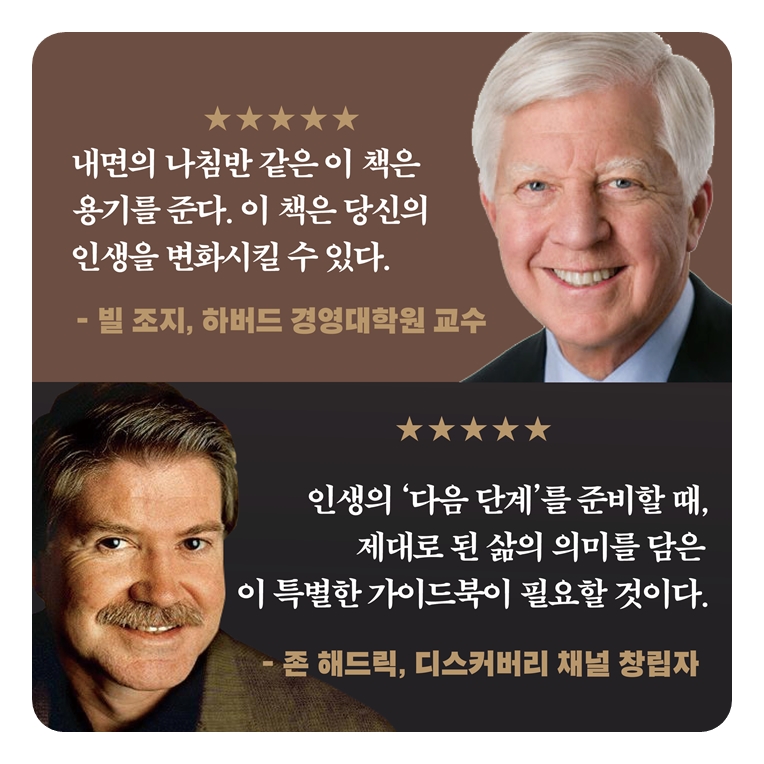 ★★★★★
내면의 나침반 같은 이 책은
용기를 준다. 이 책은 당신의
인생을 변화시킬 수 있다.
- 빌 조지, 하버드 경영대학원 교수
★★★★★
인생의 ‘다음 단계’를 준비할 때,
제대로 된 삶의 의미를 담은
이 특별한 가이드북이 필요할 것이다.
- 존 해드릭, 디스커버리 채널 창립자